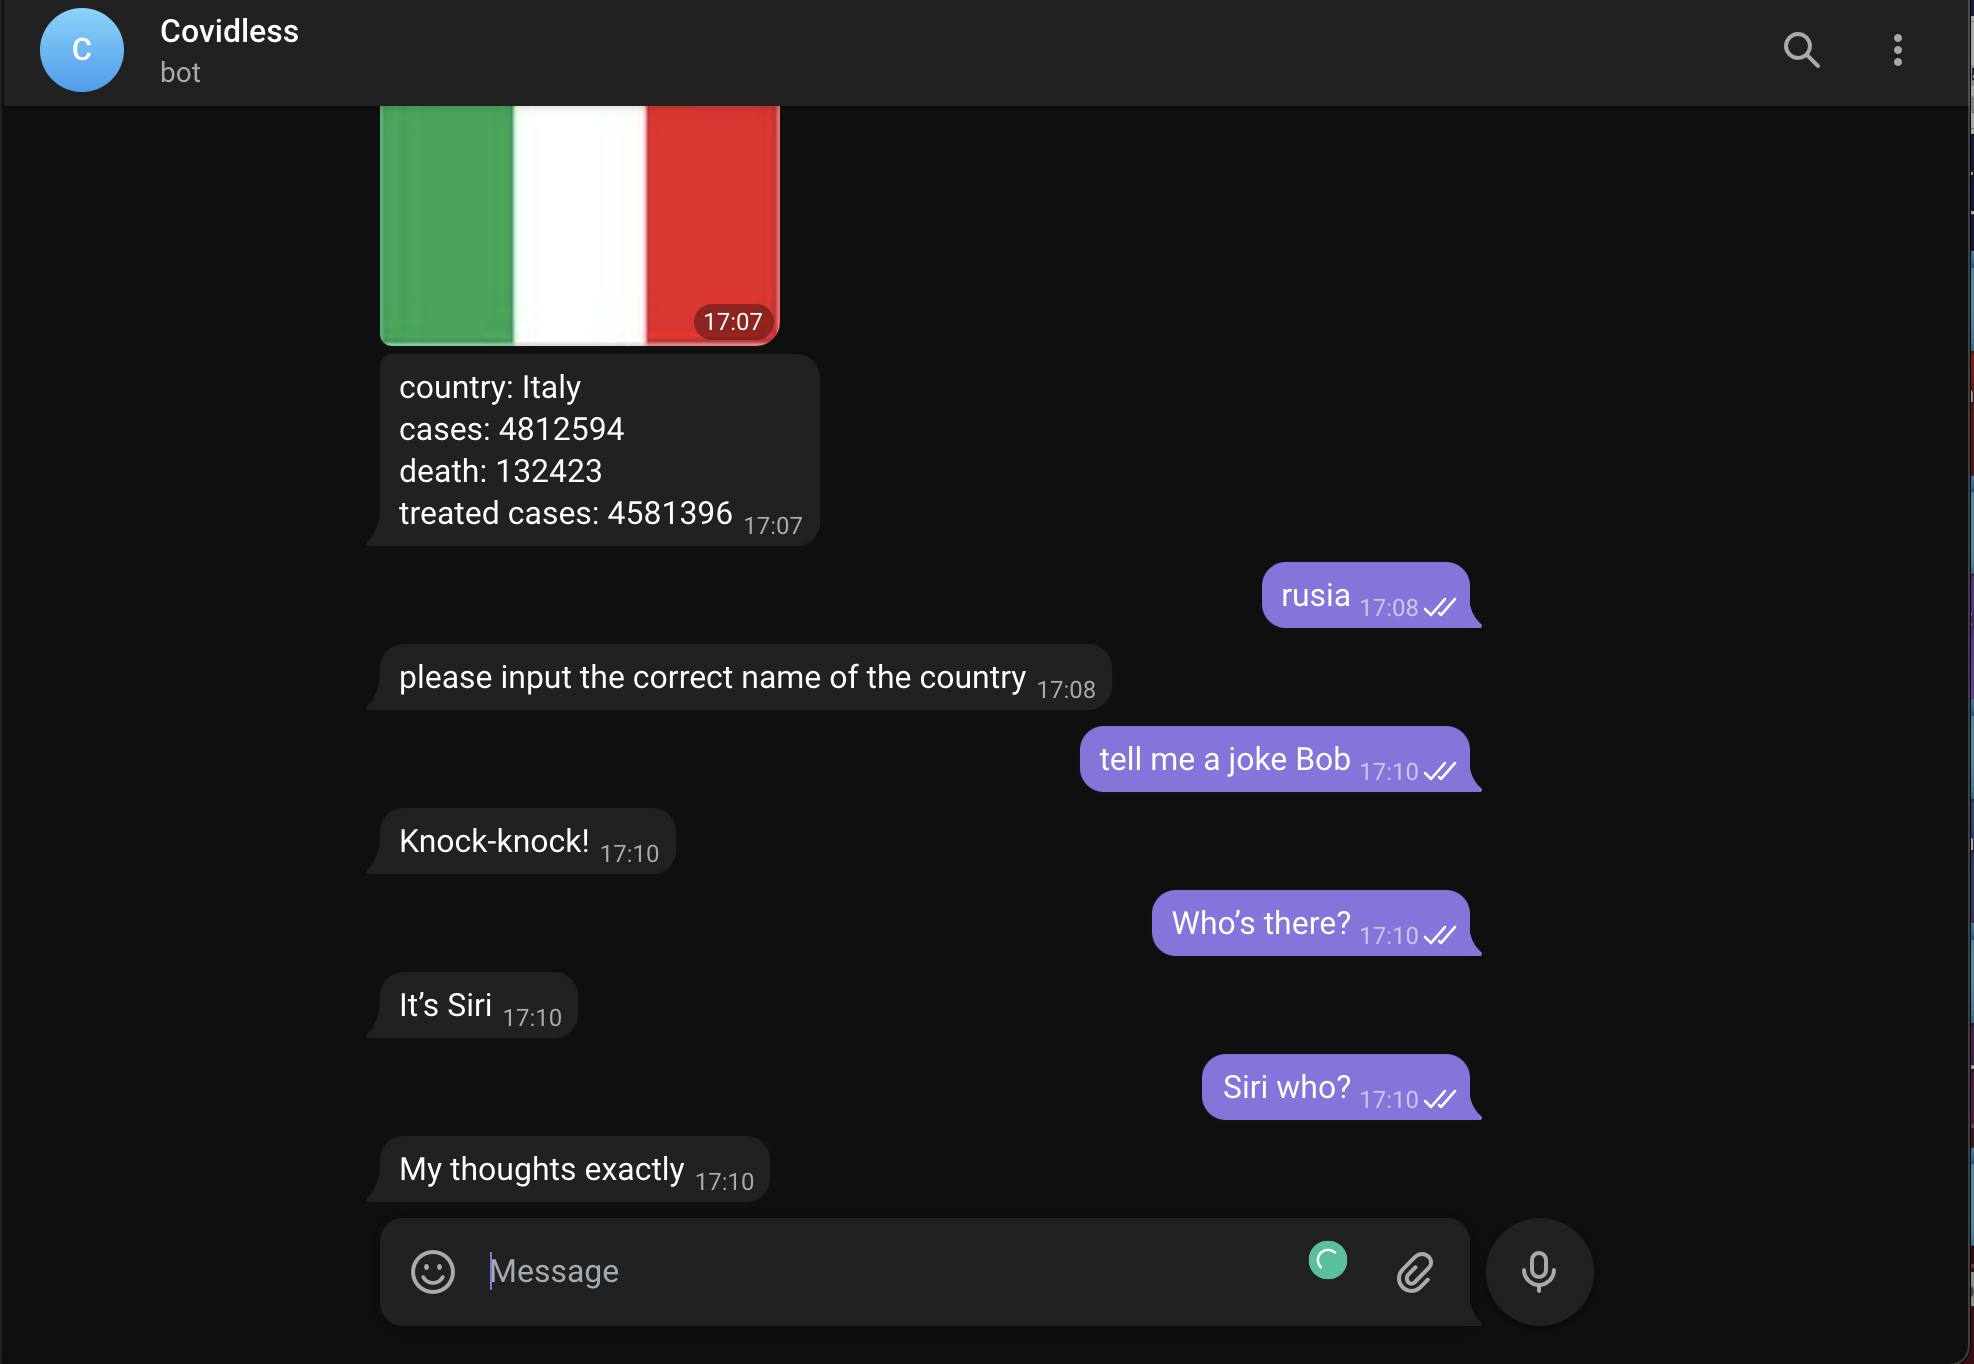 C
Covidless
bot
17:07
country: Italy
cases: 4812594
death: 132423
treated cases: 4581396 17:07
rusia 17:08
please input the correct name of the country 17:08
tell me a joke Bob 17:10
Knock-knock! 17:10
Who’s there? 17:10
It’s Siri 17:10
Siri who? 17:10
My thoughts exactly 17:10
Message